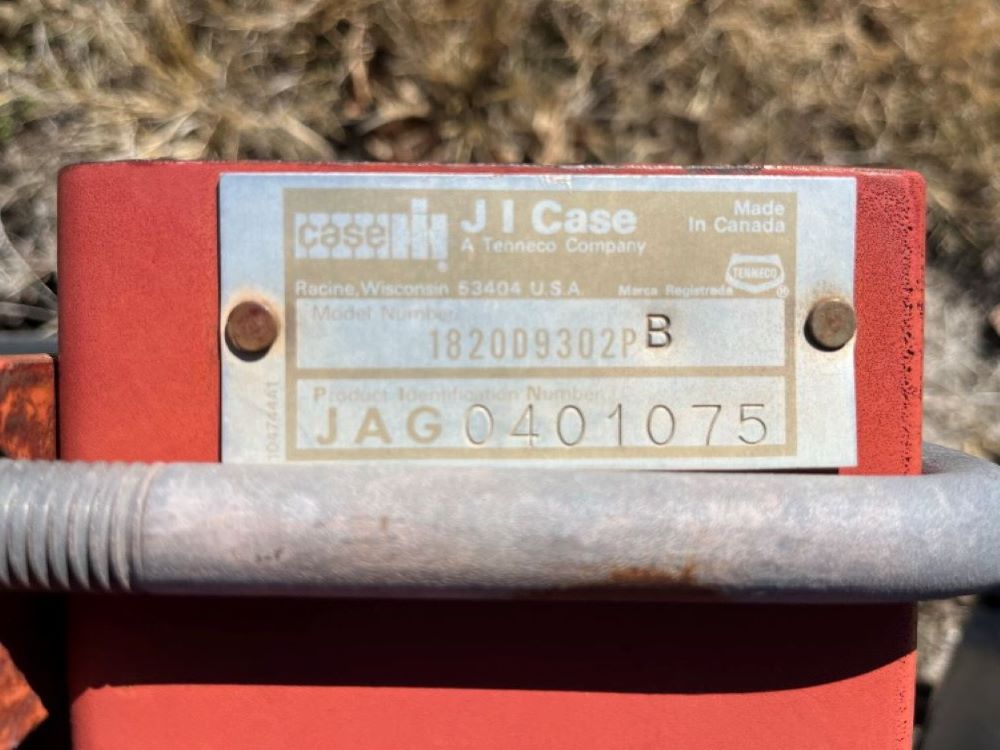 case IH
J I Case
A Tenneco Company
Made
In Canada
TENNECO
®
Racine, Wisconsin 53404 U.S.A.
Marca Registrada
Model Number
1820D9302P B
Product Identification Number
JAG 0401075